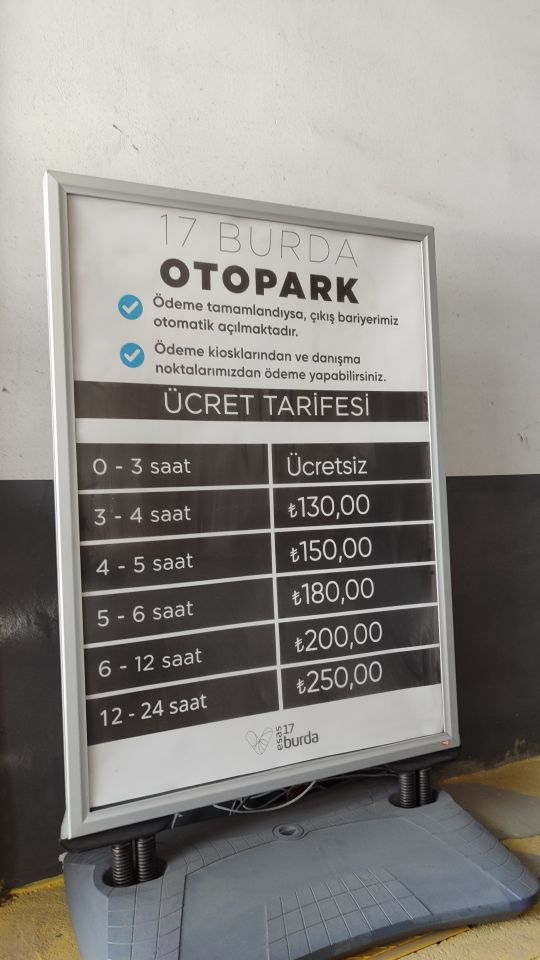 17 BURDA
OTOPARK
Ödeme tamamlandıysa, çıkış bariyerimiz
otomatik açılmaktadır.
Ödeme kiosklarından ve danışma
noktalarımızdan ödeme yapabilirsiniz.
ÜCRET TARİFESİ
0 - 3 saat Ücretsiz
3 - 4 saat ₺130,00
4 - 5 saat ₺150,00
5 - 6 saat ₺180,00
6 - 12 saat ₺200,00
12 - 24 saat ₺250,00
esas 17 burda